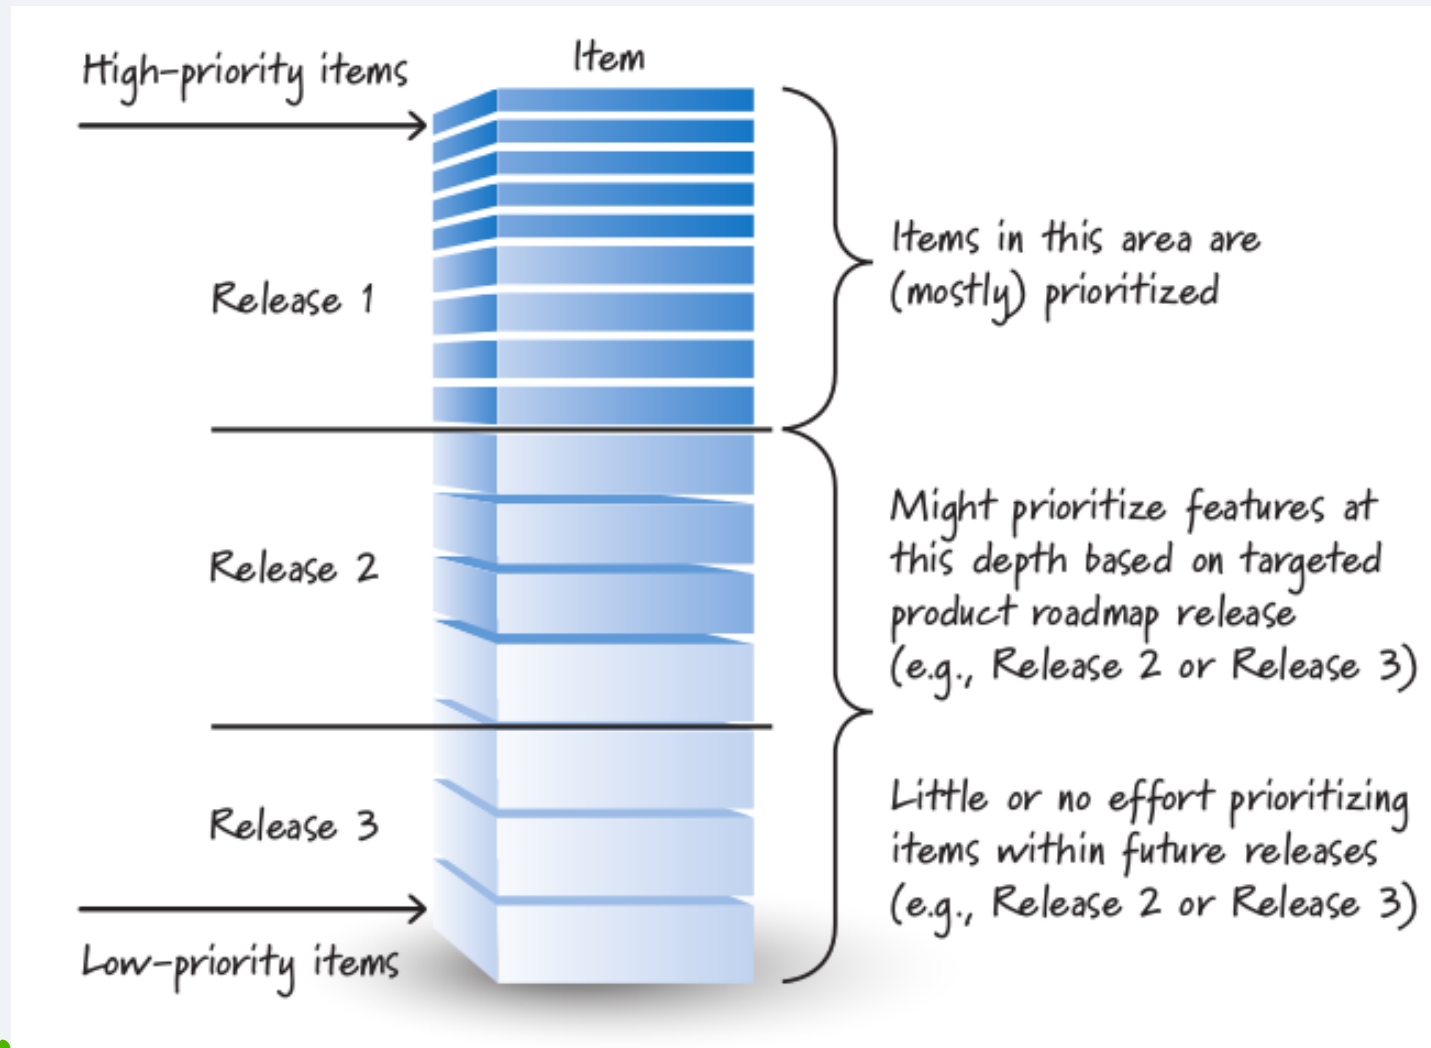 High-priority items
Item
Release 1
Items in this area are
(mostly) prioritized
Release 2
Might prioritize features at
this depth based on targeted
product roadmap release
(e.g., Release 2 or Release 3)
Release 3
Little or no effort prioritizing
items within future releases
(e.g., Release 2 or Release 3)
Low-priority items